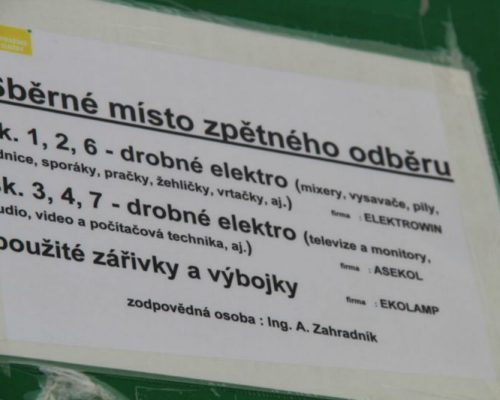 Sběrné místo zpětného odběru
sk. 1, 2, 6 - drobné elektro (mixery, vysavače, pily,
dnice, sporáky, pračky, žehličky, vrtačky, aj.) firma : ELEKTROWIN
sk. 3, 4, 7 - drobné elektro (televize a monitory,
udio, video a počítačová technika, aj.) firma : ASEKOL
použité zářivky a výbojky firma : EKOLAMP
zodpovědná osoba : Ing. A. Zahradník